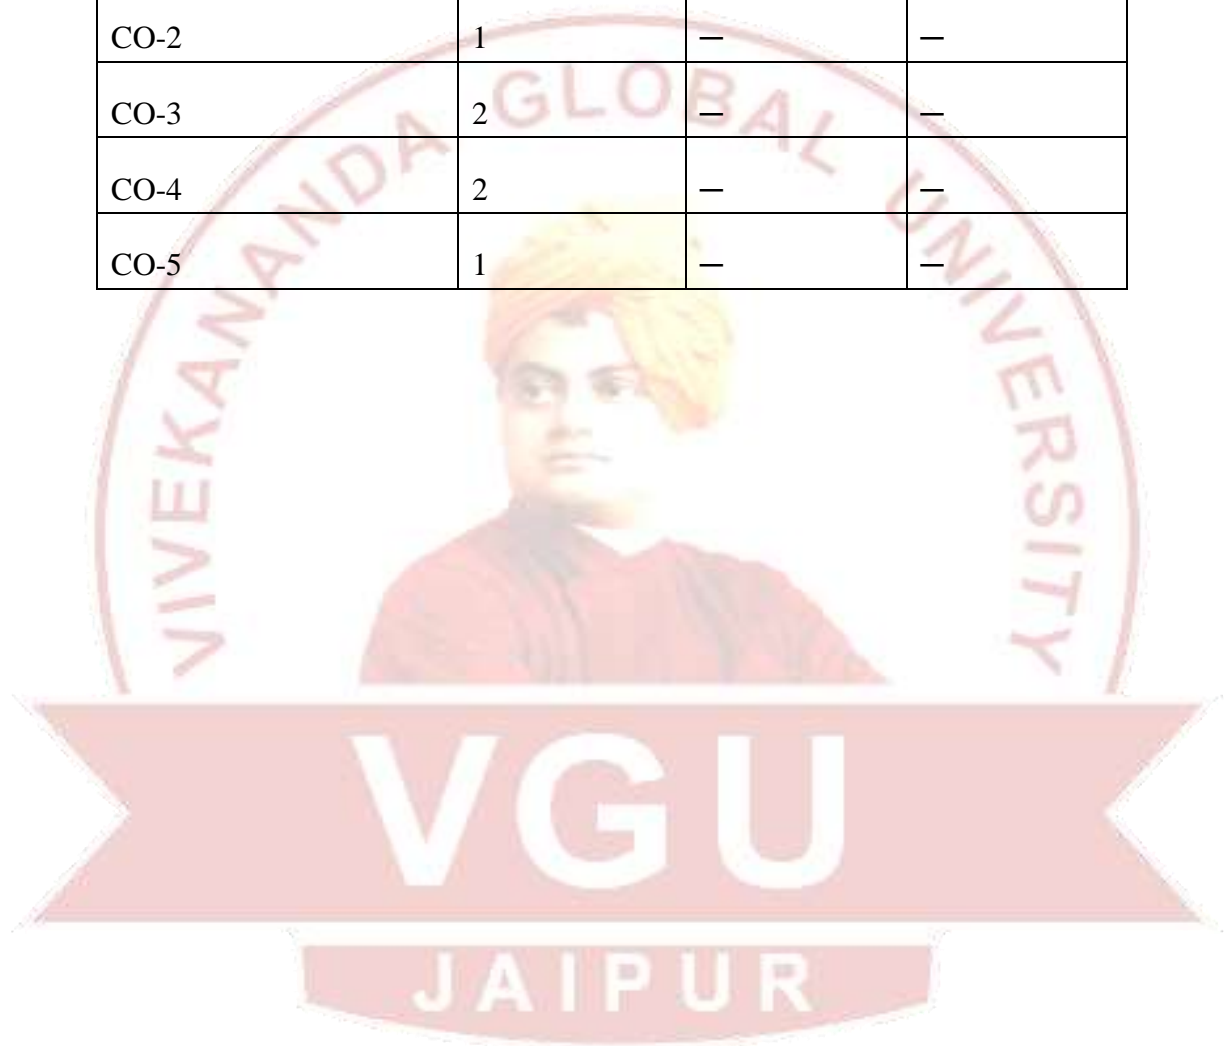 CO-2 1 – –
CO-3 2 – –
CO-4 2 – –
CO-5 1 – –
VIVEKANANDA GLOBAL UNIVERSITY
VGU
JAIPUR